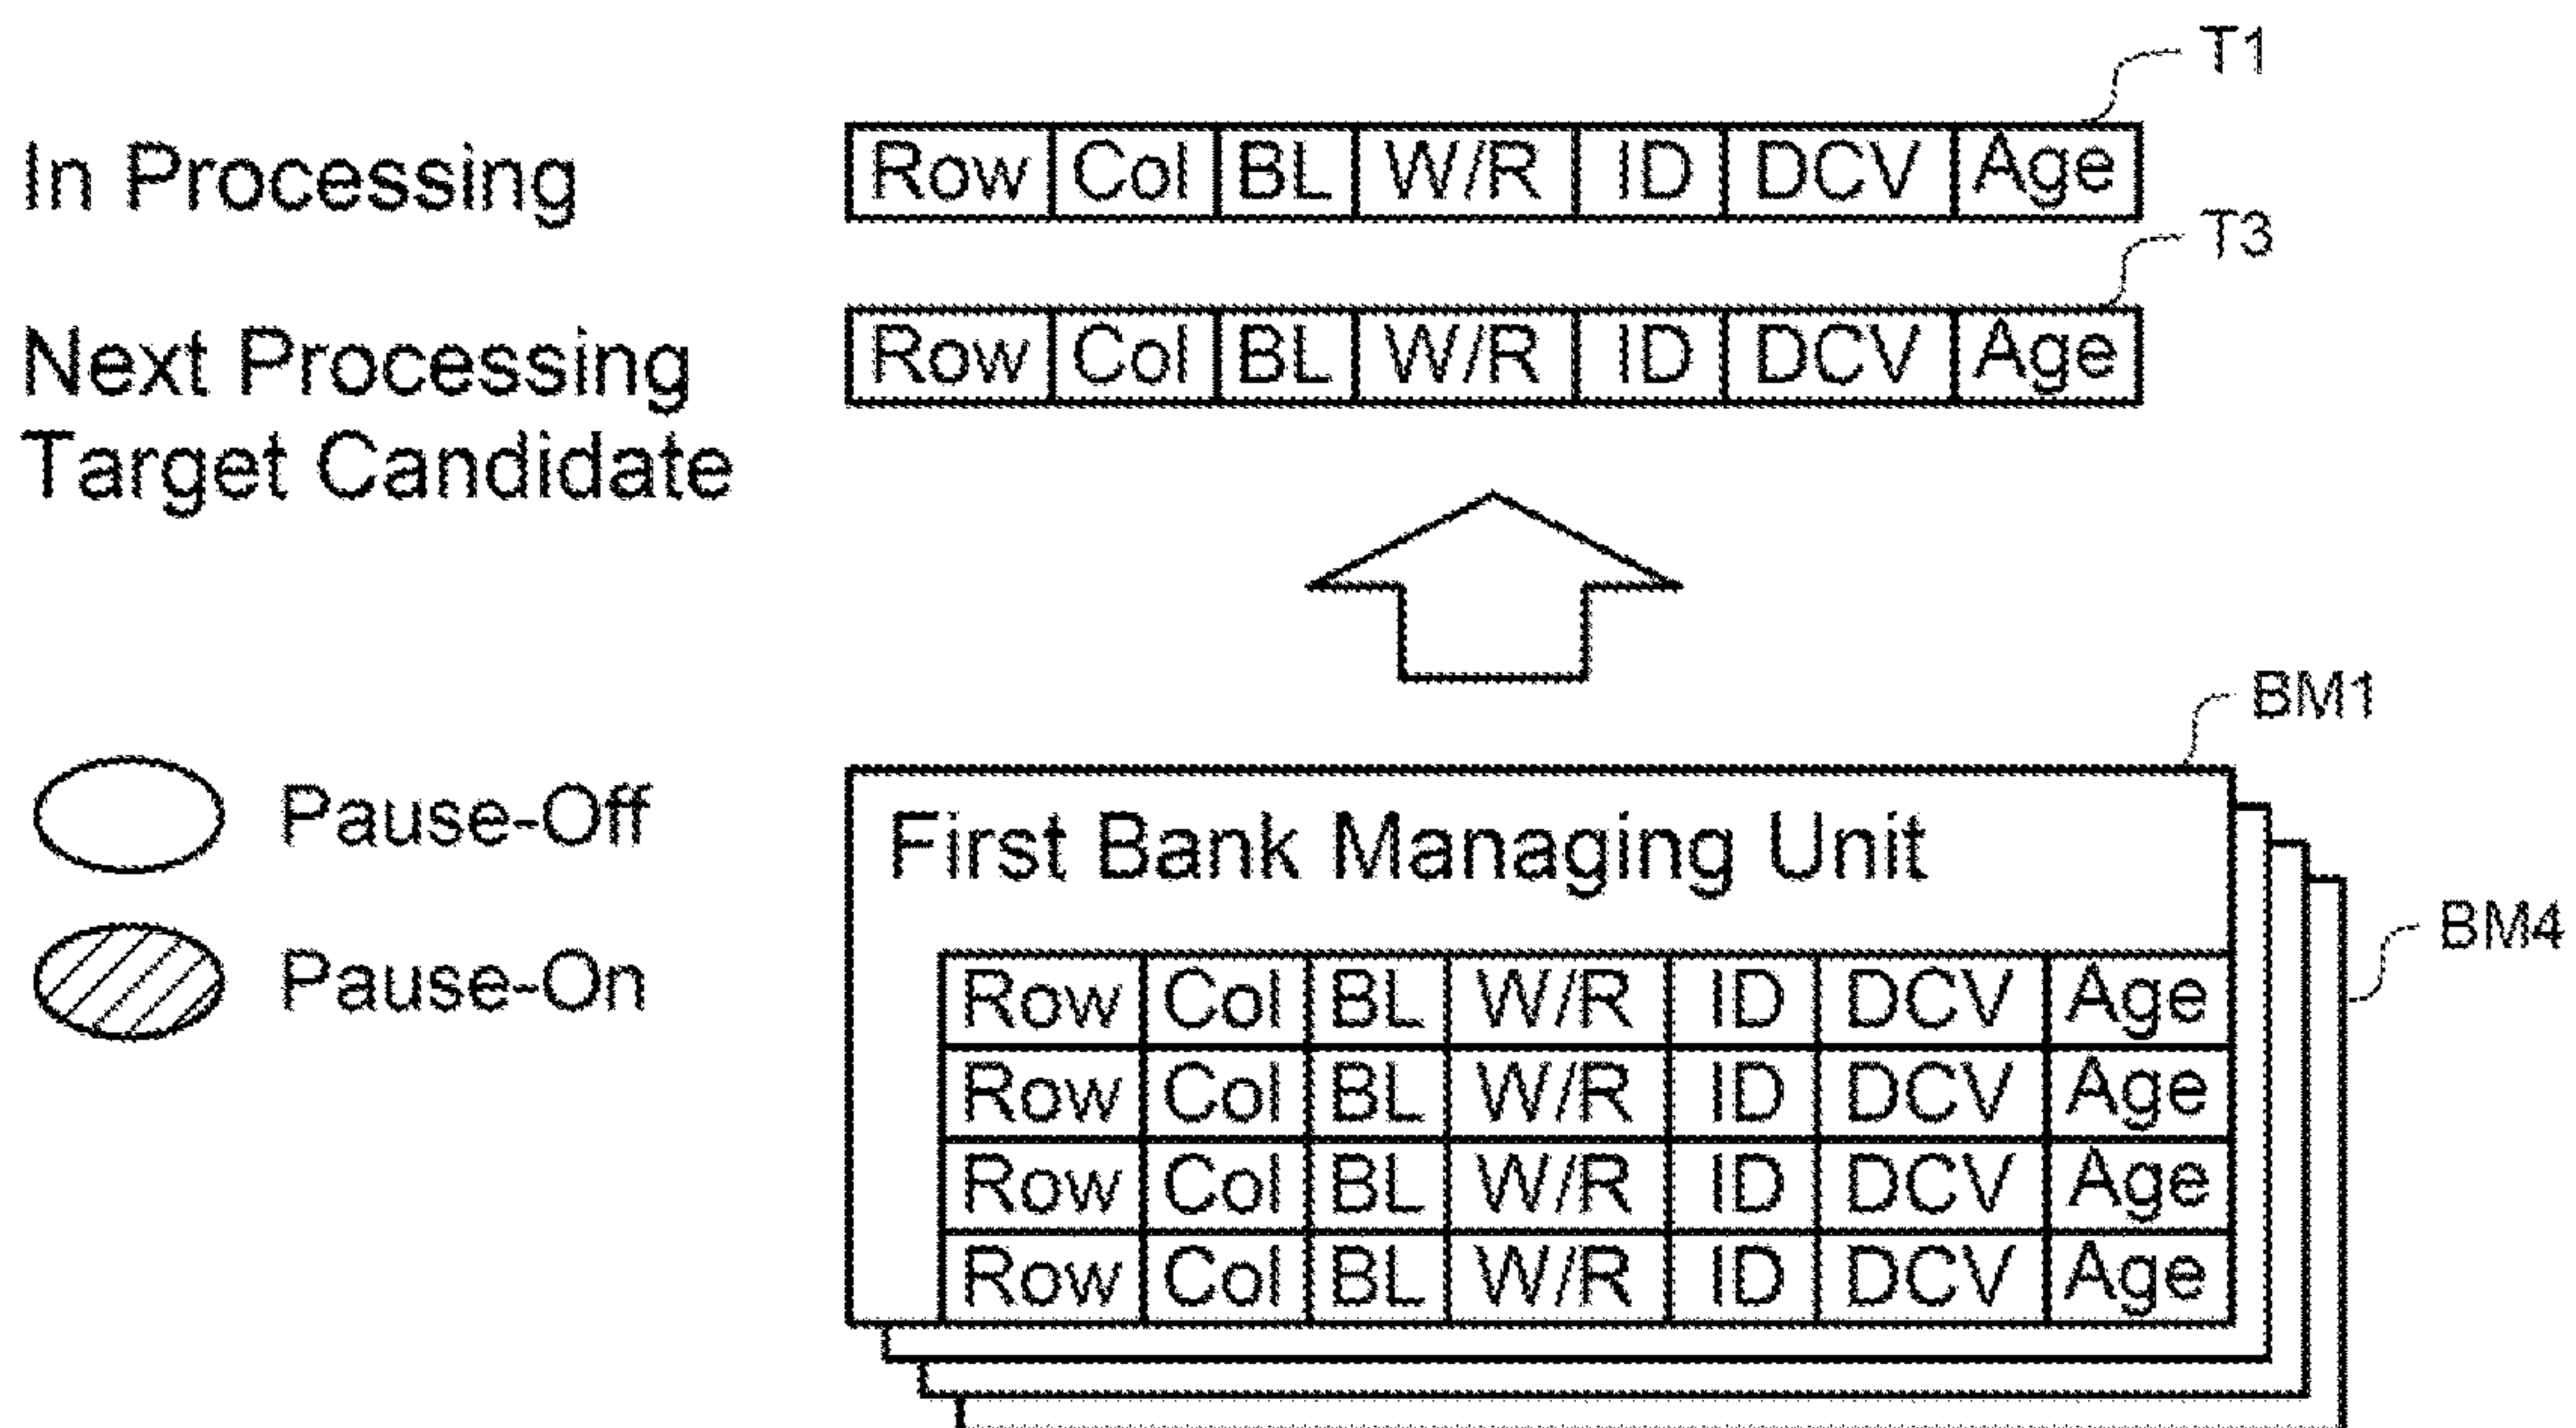 T1
In Processing
Row Col BL W/R ID DCV Age
T3
Next Processing
Target Candidate
Row Col BL W/R ID DCV Age
BM1
Pause-Off
Pause-On
First Bank Managing Unit
BM4
Row Col BL W/R ID DCV Age
Row Col BL W/R ID DCV Age
Row Col BL W/R ID DCV Age
Row Col BL W/R ID DCV Age